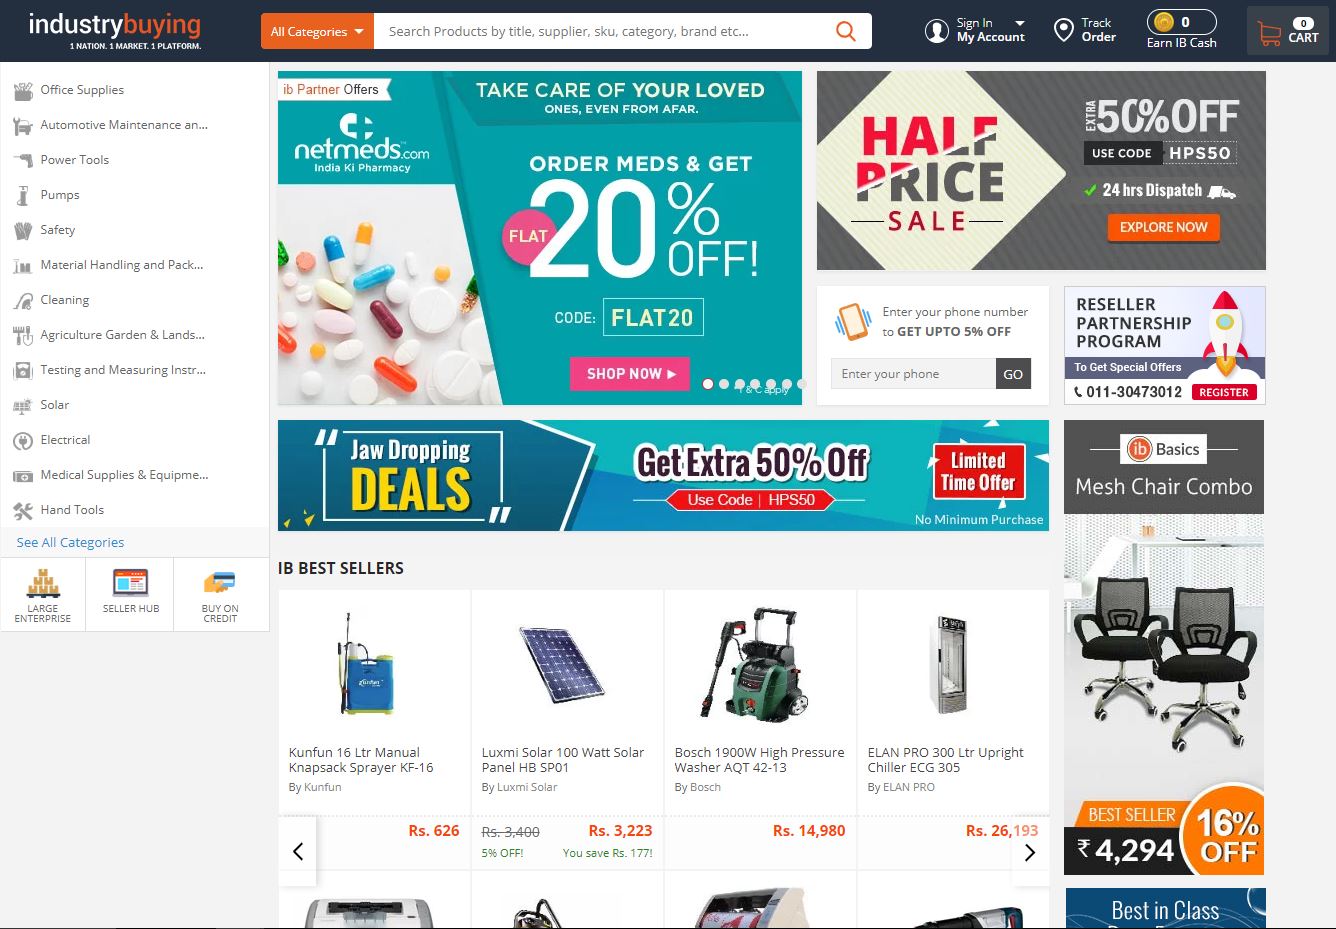 industrybuying
1 NATION. 1 MARKET. 1 PLATFORM.
All Categories
Search Products by title, supplier, sku, category, brand etc...
Sign In
My Account
Track
Order
0
Earn IB Cash
0
CART
Office Supplies
Automotive Maintenance an...
Power Tools
Pumps
Safety
Material Handling and Pack...
Cleaning
Agriculture Garden & Lands...
Testing and Measuring Instr...
Solar
Electrical
Medical Supplies & Equipme...
Hand Tools
See All Categories
LARGE
ENTERPRISE
SELLER HUB
BUY ON
CREDIT
ib Partner Offers
netmeds.com
India Ki Pharmacy
TAKE CARE OF YOUR LOVED
ONES, EVEN FROM AFAR.
ORDER MEDS & GET
FLAT
20%
OFF!
CODE: FLAT20
SHOP NOW
T & C apply
HALF
PRICE
SALE
EXTRA
50%OFF
USE CODE HPS50
24 hrs Dispatch
EXPLORE NOW
Enter your phone number
to GET UPTO 5% OFF
Enter your phone
GO
RESELLER
PARTNERSHIP
PROGRAM
To Get Special Offers
011-30473012
REGISTER
"Jaw Dropping
DEALS"
Get Extra 50% Off
Use Code | HPS50
Limited
Time Offer
No Minimum Purchase
ib Basics
Mesh Chair Combo
BEST SELLER
₹ 4,294
16%
OFF
IB BEST SELLERS
Kunfun
Kunfun 16 Ltr Manual
Knapsack Sprayer KF-16
By Kunfun
Rs. 626
Luxmi Solar 100 Watt Solar
Panel HB SP01
By Luxmi Solar
Rs. 3,400
Rs. 3,223
5% OFF!
You save Rs. 177!
Bosch 1900W High Pressure
Washer AQT 42-13
By Bosch
Rs. 14,980
ELAN PRO 300 Ltr Upright
Chiller ECG 305
By ELAN PRO
Rs. 26,193
Best in Class